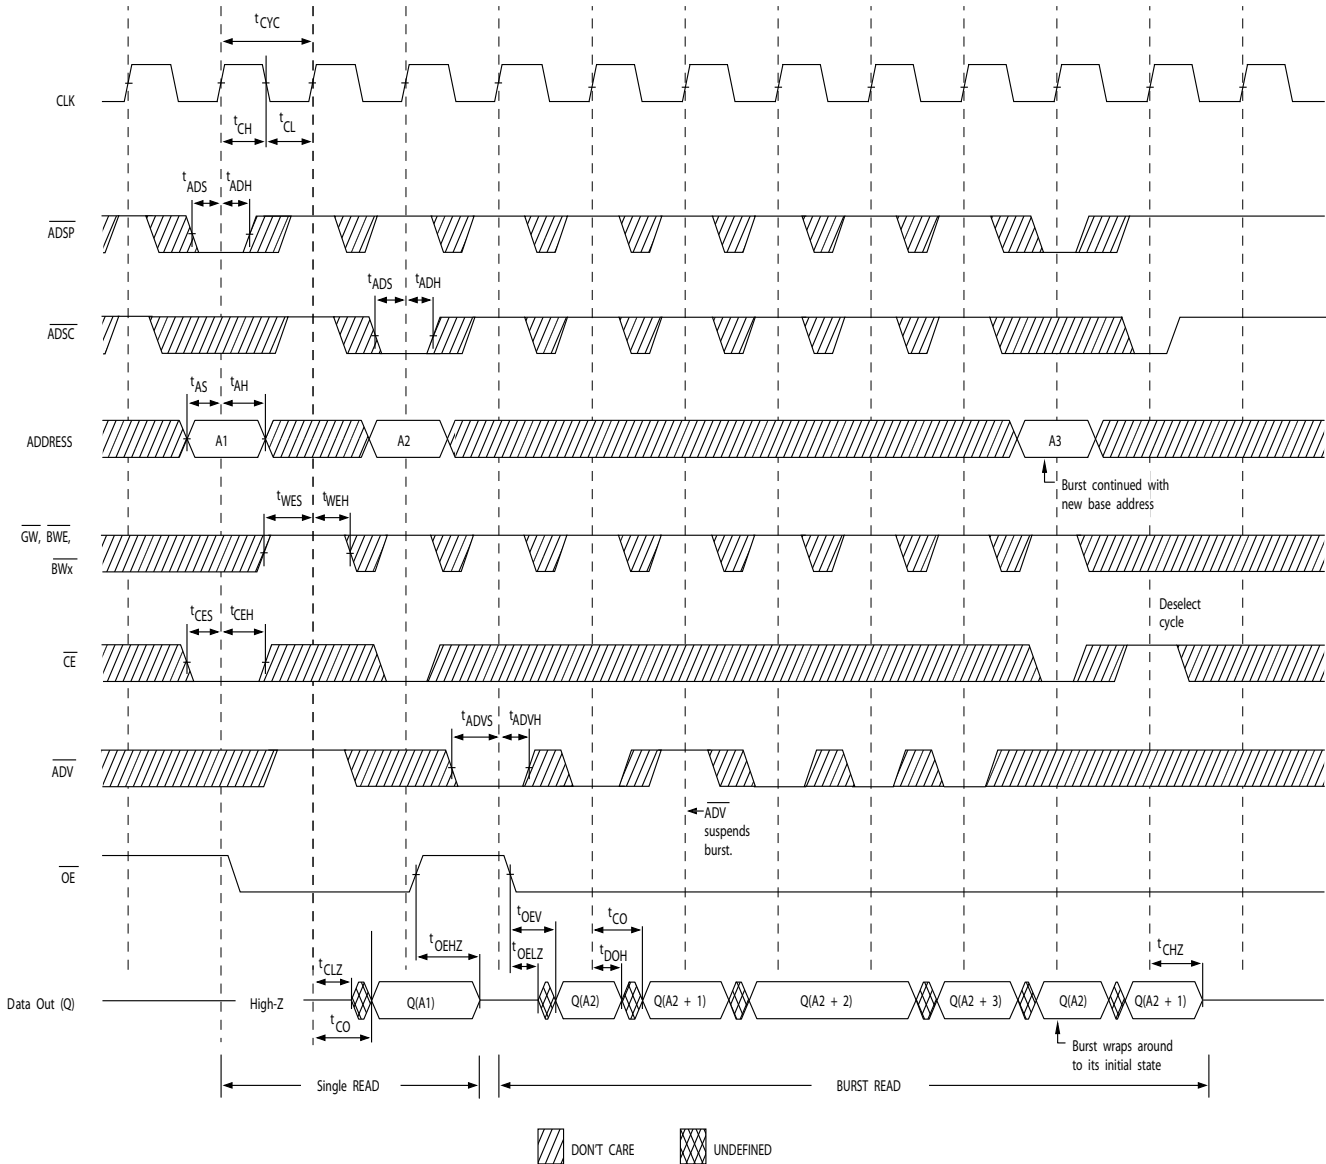 tCYC
CLK
tCH
tCL
tADS tADH
ADSP
tADS tADH
ADSC
tAS tAH
ADDRESS
A1
A2
A3
Burst continued with
new base address
tWES tWEH
GW, BWE,
BWx
Deselect
cycle
tCES tCEH
CE
tADVS tADVH
ADV
ADV
suspends
burst.
OE
tOEV
tCO
tOEHZ
tOELZ
tDOH
tCHZ
tCLZ
Data Out (Q)
High-Z
Q(A1)
Q(A2)
Q(A2 + 1)
Q(A2 + 2)
Q(A2 + 3)
Q(A2)
Q(A2 + 1)
tCO
Burst wraps around
to its initial state
Single READ
BURST READ
DON'T CARE
UNDEFINED